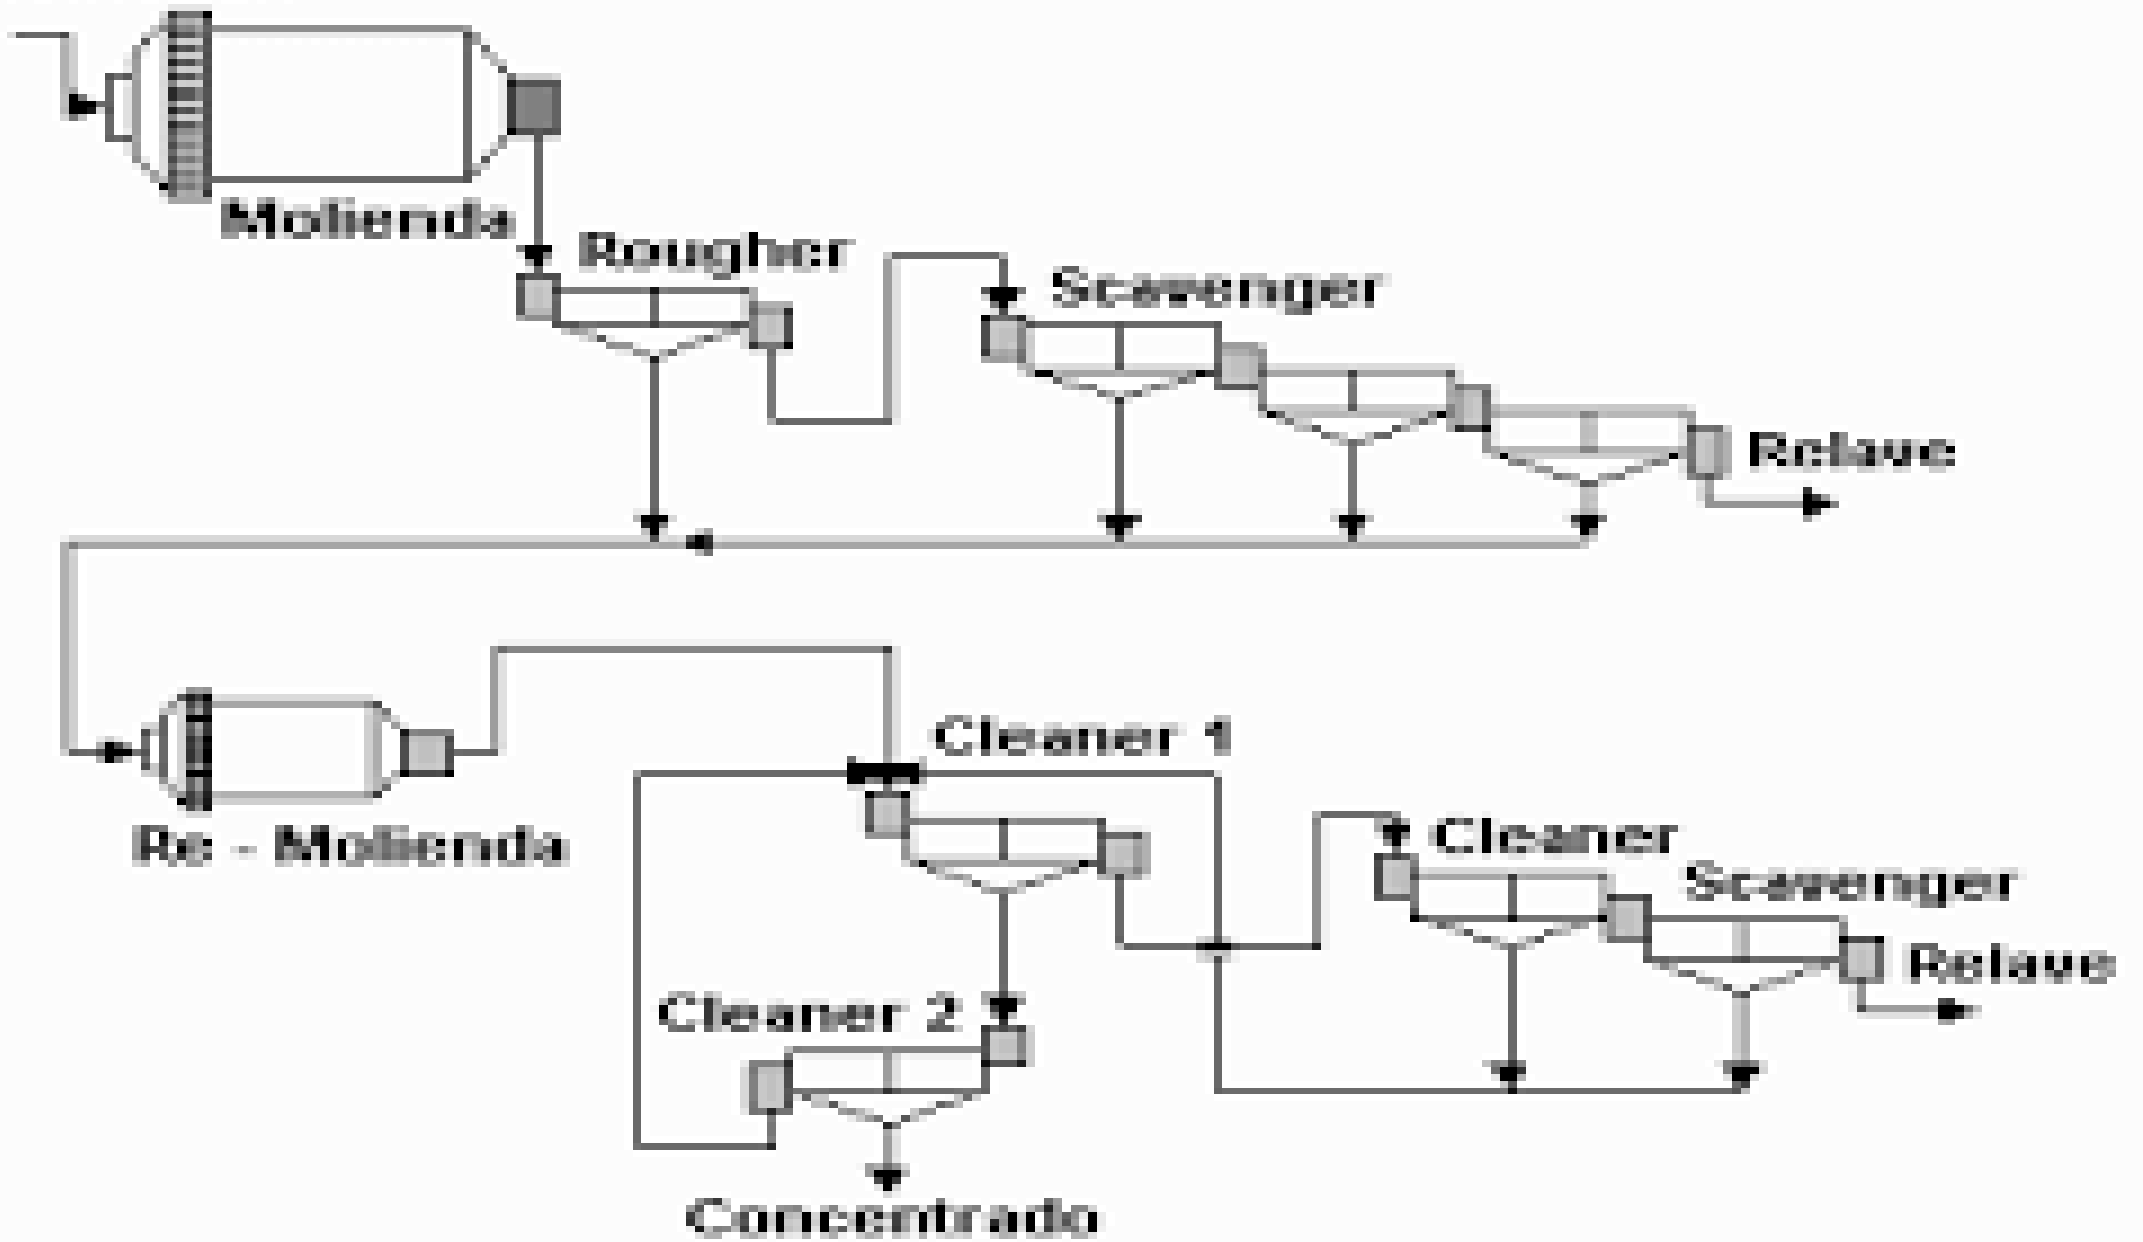 Molienda
Rougher
Scavenger
Relave
Cleaner 1
Re - Molienda
Cleaner
Scavenger
Relave
Cleaner 2
Concentrado